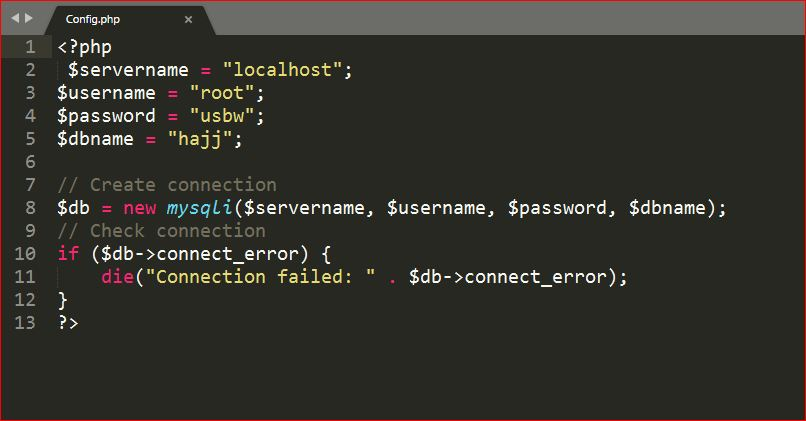 Config.php
1 <?php
2  $servername = "localhost";
3 $username = "root";
4 $password = "usbw";
5 $dbname = "hajj";
6
7 // Create connection
8 $db = new mysqli($servername, $username, $password, $dbname);
9 // Check connection
10 if ($db->connect_error) {
11     die("Connection failed: " . $db->connect_error);
12 }
13 ?>